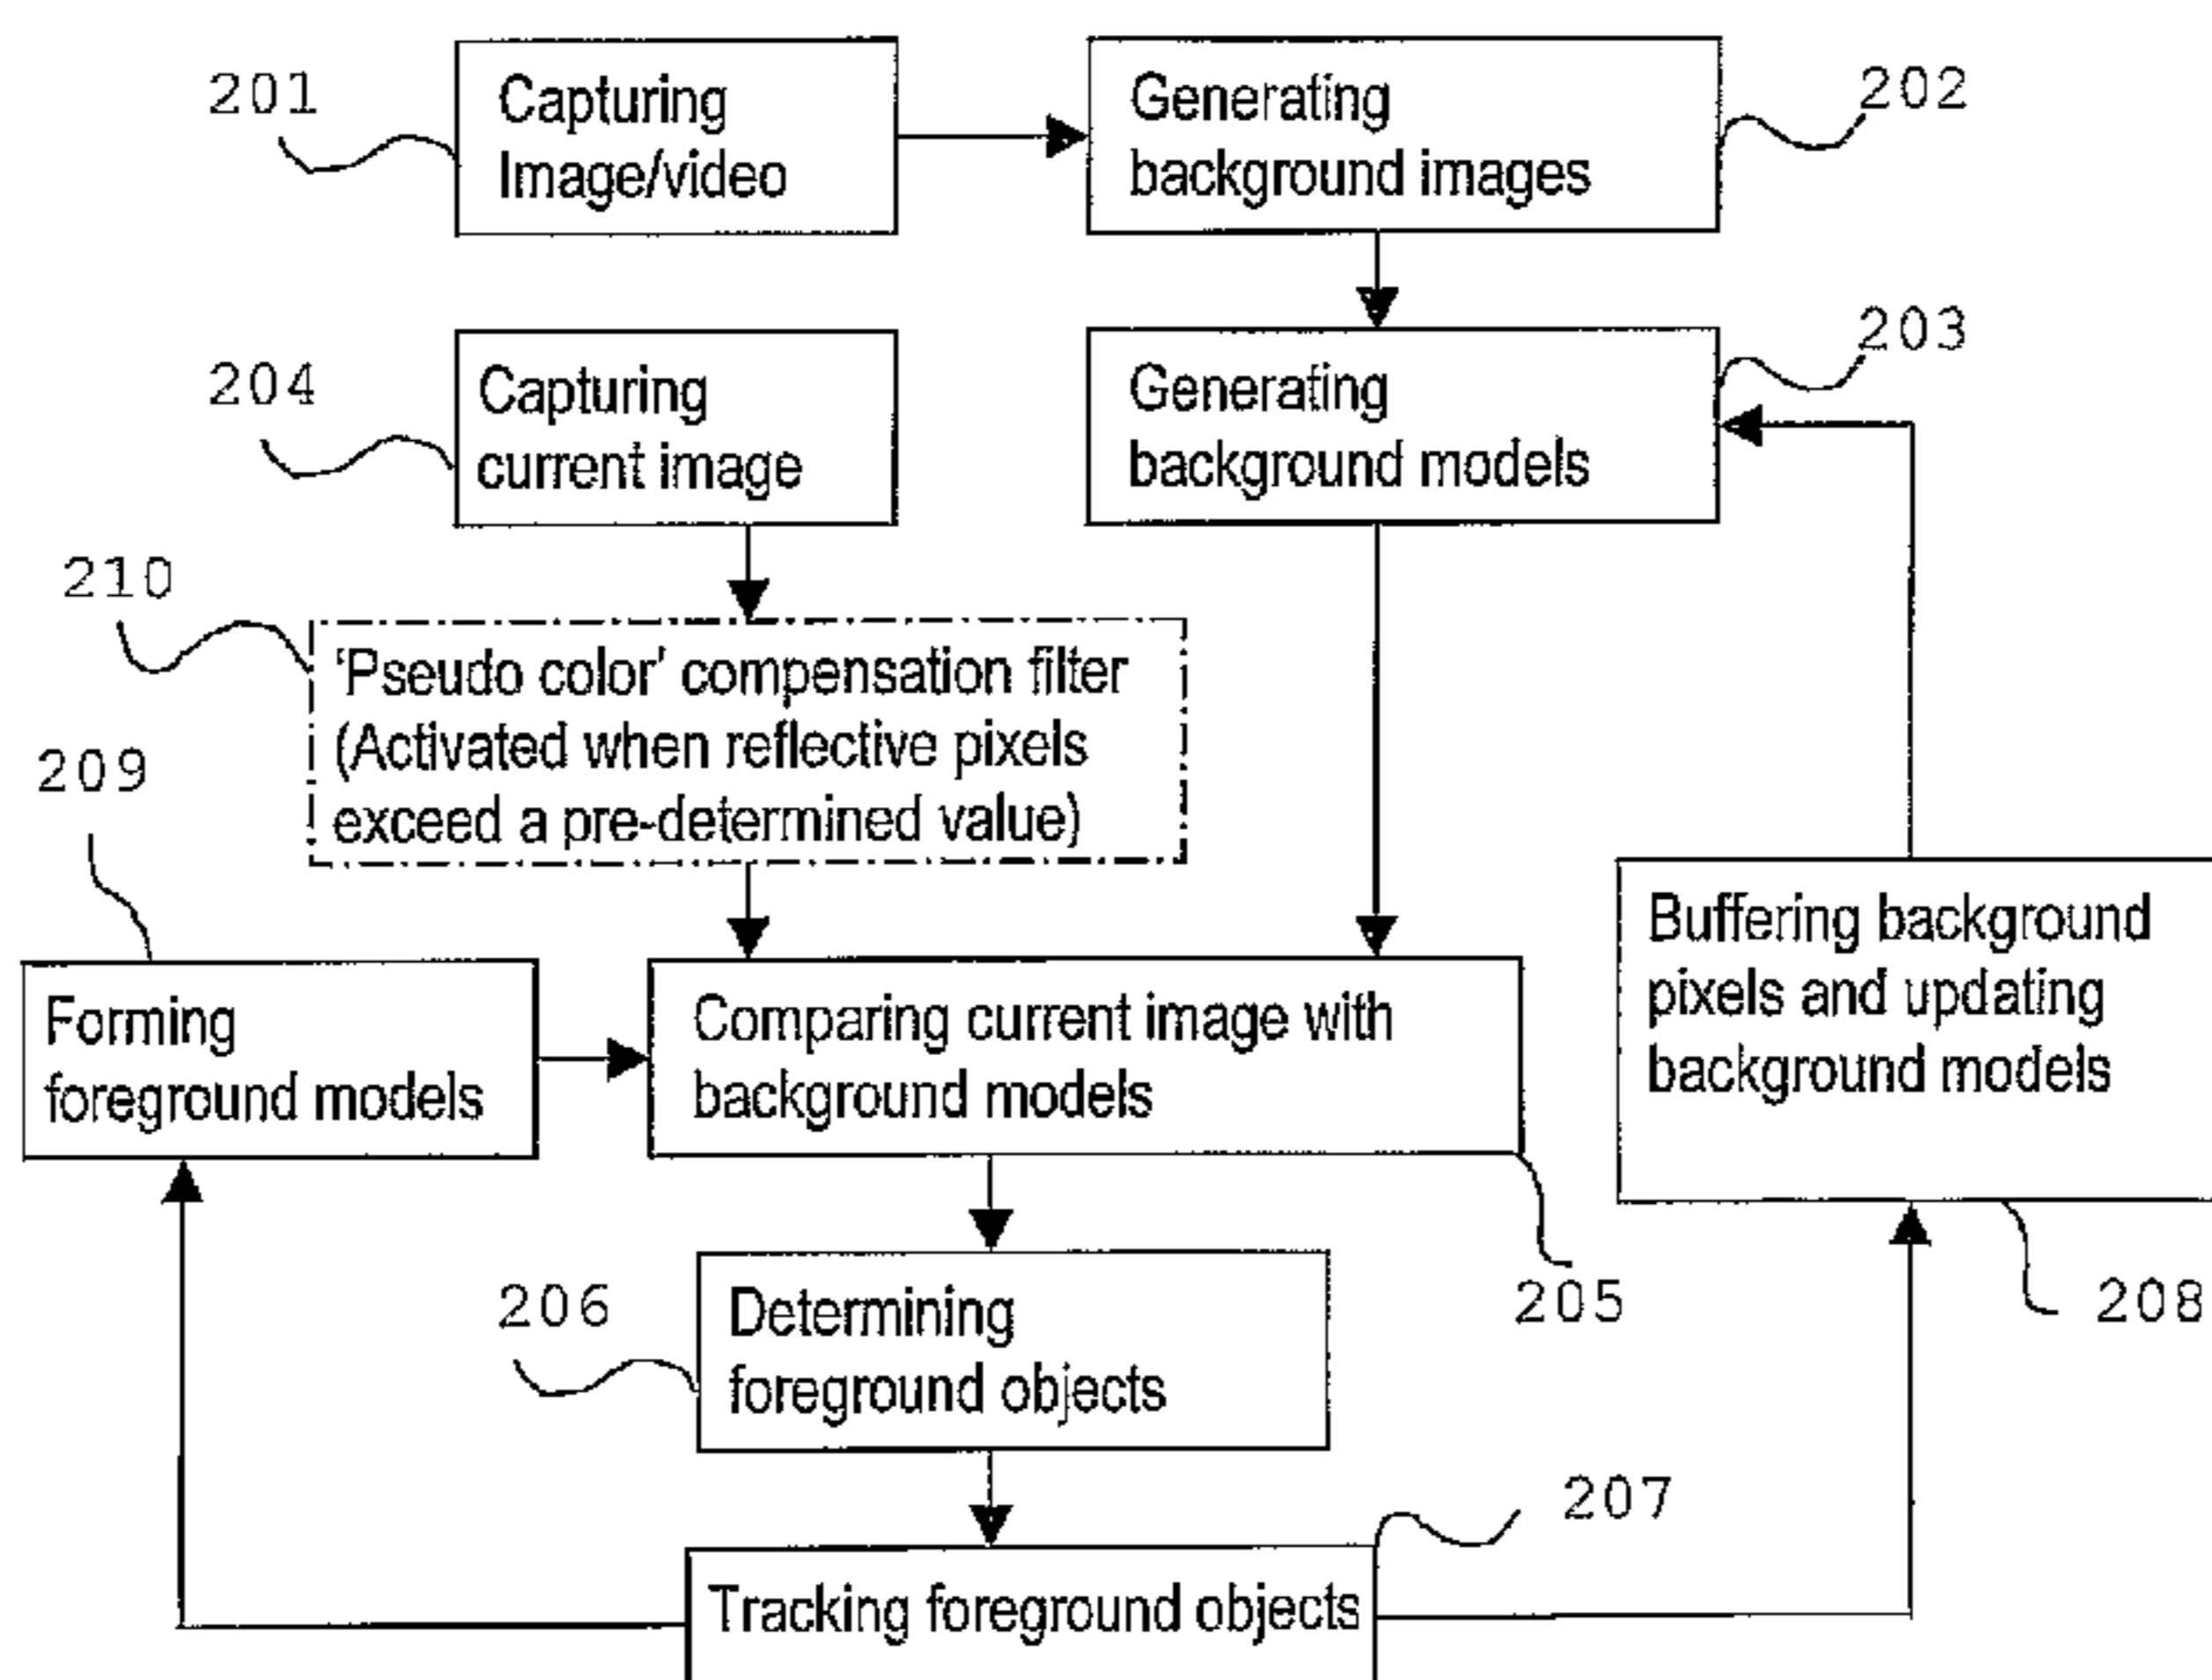 201
Capturing
Image/video
Generating
background images
202
204
Capturing
current image
Generating
background models
203
210
'Pseudo color' compensation filter
(Activated when reflective pixels
exceed a pre-determined value)
209
Forming
foreground models
Comparing current image with
background models
Buffering background
pixels and updating
background models
205
208
206
Determining
foreground objects
207
Tracking foreground objects